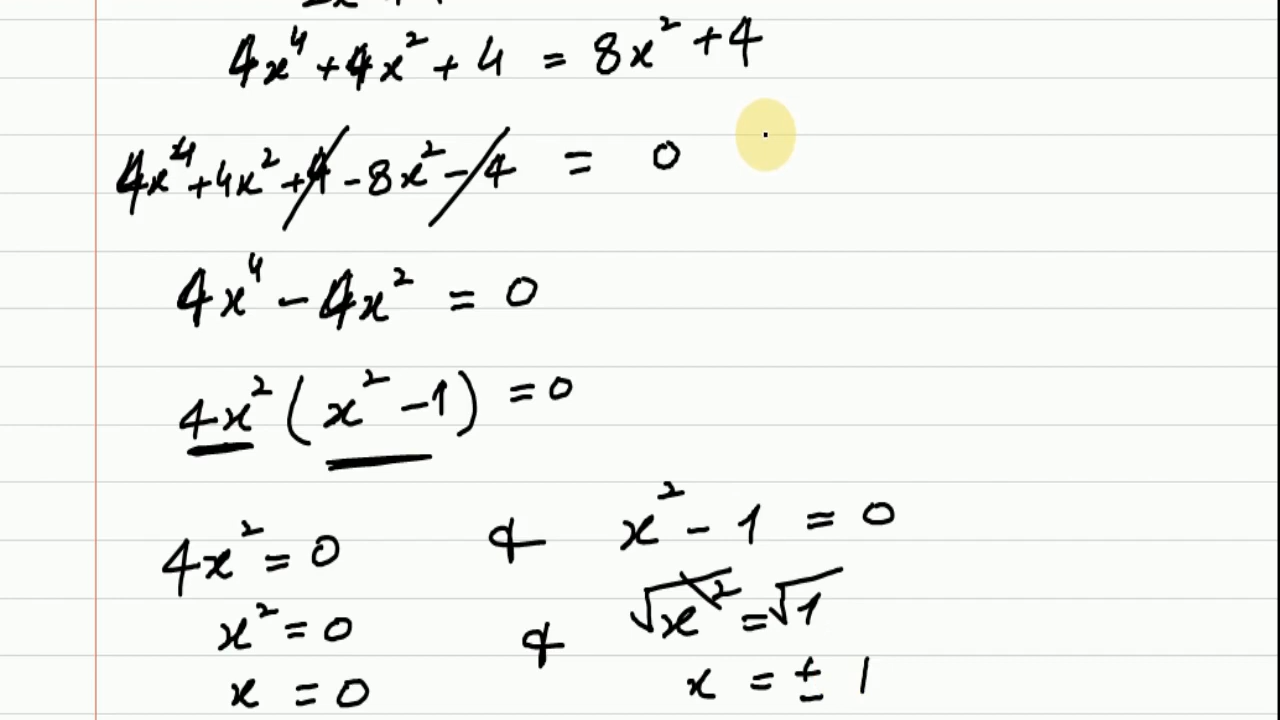 4x⁴ + 4x² + 4 = 8x² + 4
4x⁴ + 4x² + 4 - 8x² - 4 = 0
4x⁴ - 4x² = 0
4x² (x² - 1) = 0
4x² = 0 & x² - 1 = 0
x² = 0 & √x² = √1
x = 0 x = ± 1